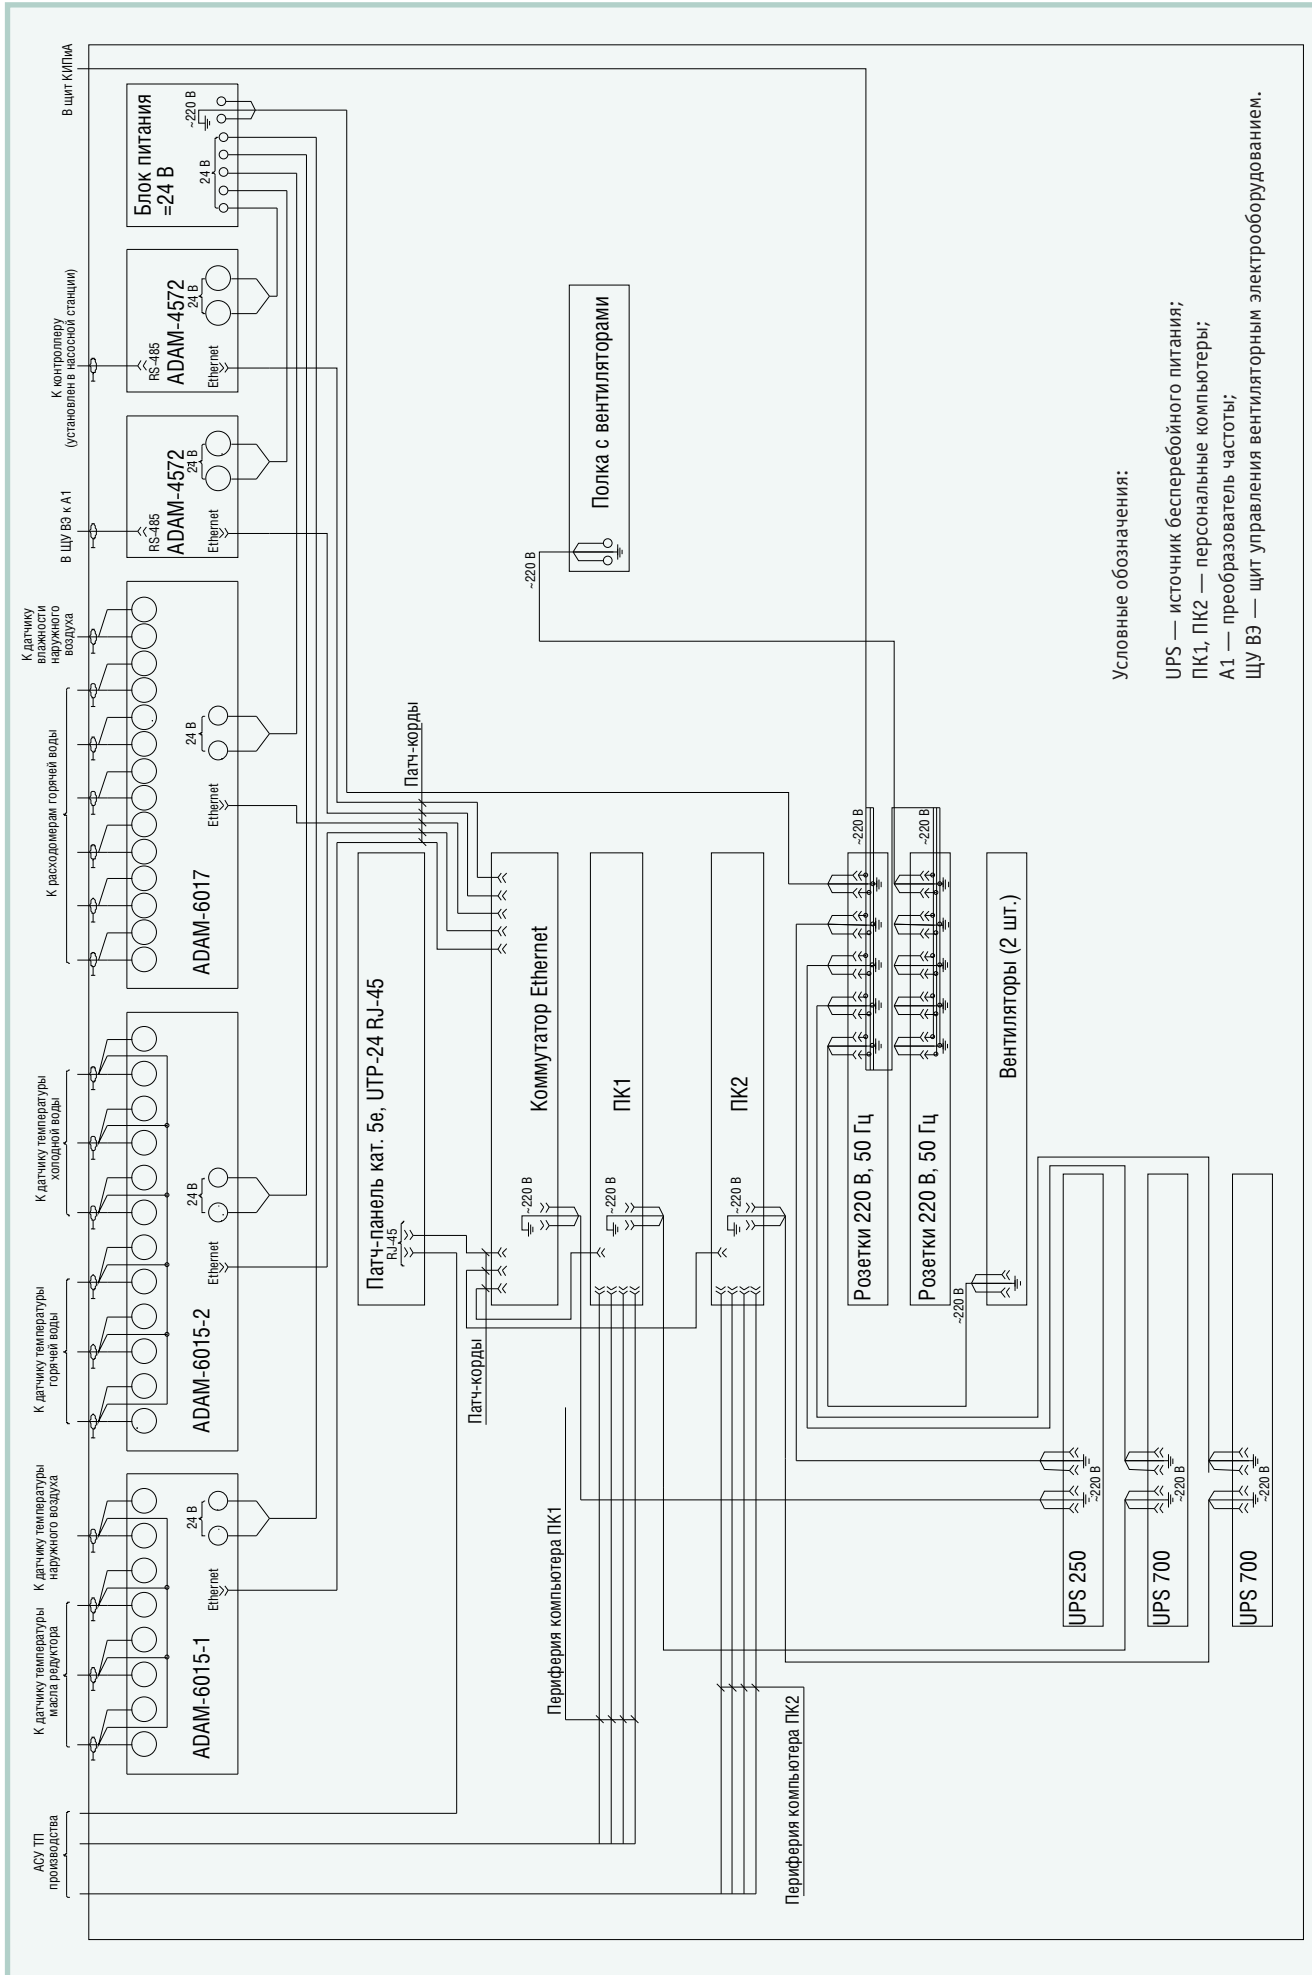 АСУ ТП
производства
К датчику температуры
масла редуктора
К датчику температуры
наружного воздуха
К датчику температуры
горячей воды
К датчику температуры
холодной воды
К расходомерам горячей воды
К датчику
влажности
наружного
воздуха
В ЩУ ВЭ к А1
К контроллеру
(установлен в насосной станции)
В щит КИПиА
ADAM-6015-1
Ethernet
24 В
ADAM-6015-2
Ethernet
24 В
ADAM-6017
Ethernet
24 В
RS-485
ADAM-4572
24 В
Ethernet
RS-485
ADAM-4572
24 В
Ethernet
Блок питания
=24 В
24 В
~220 В
Патч-панель кат. 5е, UTP-24 RJ-45
RJ-45
Патч-корды
Патч-корды
Коммутатор Ethernet
~220 В
ПК1
~220 В
ПК2
~220 В
Периферия компьютера ПК1
Периферия компьютера ПК2
Полка с вентиляторами
~220 В
Розетки 220 В, 50 Гц
~220 В
Розетки 220 В, 50 Гц
~220 В
Вентиляторы (2 шт.)
~220 В
UPS 250
~220 В
UPS 700
~220 В
UPS 700
~220 В
Условные обозначения:
UPS — источник бесперебойного питания;
ПК1, ПК2 — персональные компьютеры;
А1 — преобразователь частоты;
ЩУ ВЭ — щит управления вентиляторным электрооборудованием.